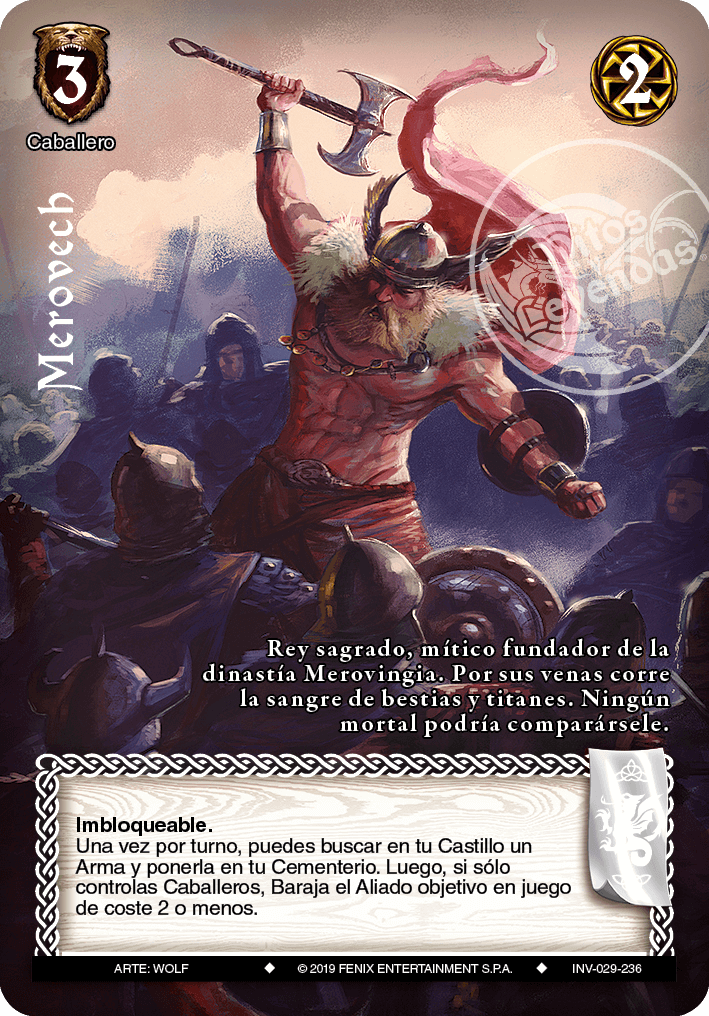 3
2
Caballero
Merovech
Mitos y
Leyendas
Rey sagrado, mítico fundador de la
dinastía Merovingia. Por sus venas corre
la sangre de bestias y titanes. Ningún
mortal podría comparársele.
Imbloqueable.
Una vez por turno, puedes buscar en tu Castillo un
Arma y ponerla en tu Cementerio. Luego, si sólo
controlas Caballeros, Baraja el Aliado objetivo en juego
de coste 2 o menos.
ARTE: WOLF ◆ © 2019 FENIX ENTERTAINMENT S.P.A. ◆ INV-029-236